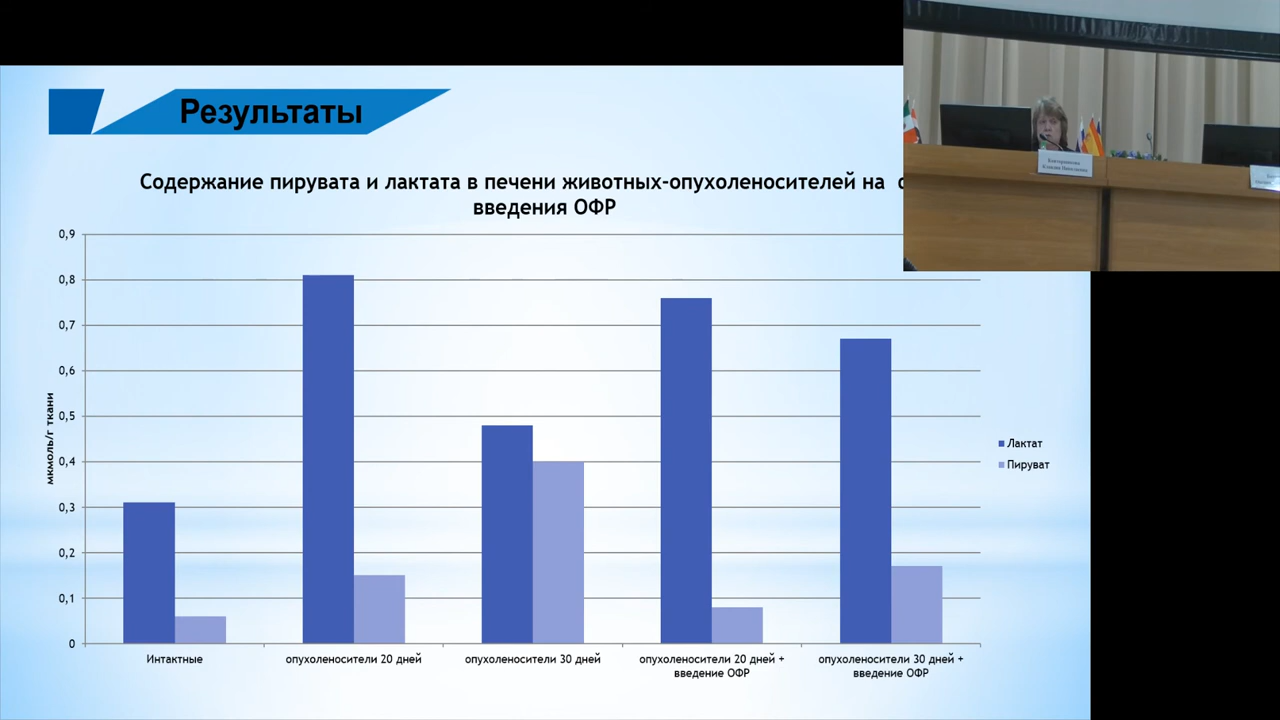 Результаты
Содержание пирувата и лактата в печени животных-опухоленосителей на
введения ОФР
мкмоль/г ткани
0,9
0,8
0,7
0,6
0,5
0,4
0,3
0,2
0,1
0
Интактные
опухоленосители 20 дней
опухоленосители 30 дней
опухоленосители 20 дней +
введение ОФР
опухоленосители 30 дней +
введение ОФР
Лактат
Пируват